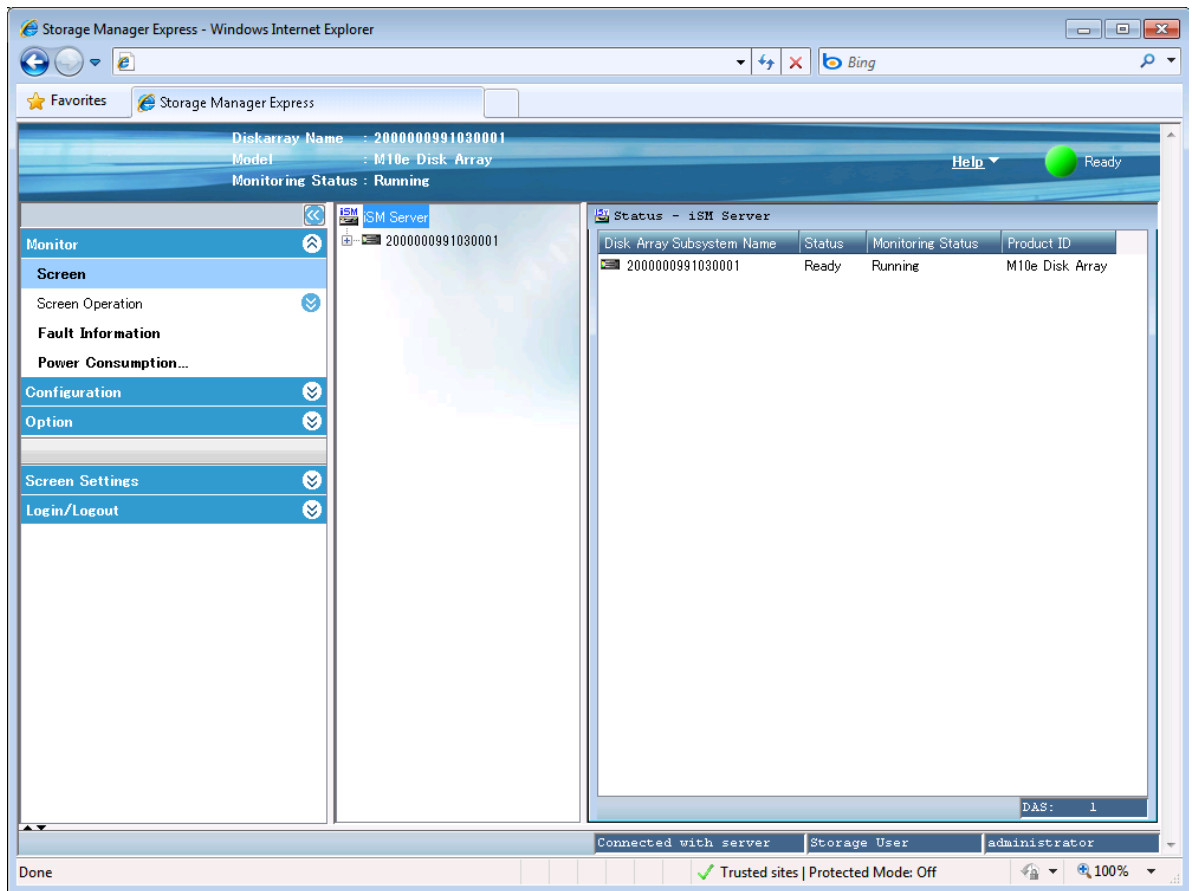 Storage Manager Express - Windows Internet Explorer
Bing
Favorites
Storage Manager Express
Diskarray Name : 2000000991030001
Model : M10e Disk Array
Monitoring Status : Running
Help
Ready
Monitor
Screen
Screen Operation
Fault Information
Power Consumption...
Configuration
Option
Screen Settings
Login/Logout
iSM iSM Server
2000000991030001
Status - iSM Server
Disk Array Subsystem Name Status Monitoring Status Product ID
2000000991030001 Ready Running M10e Disk Array
DAS: 1
Connected with server Storage User administrator
Done Trusted sites | Protected Mode: Off 100%